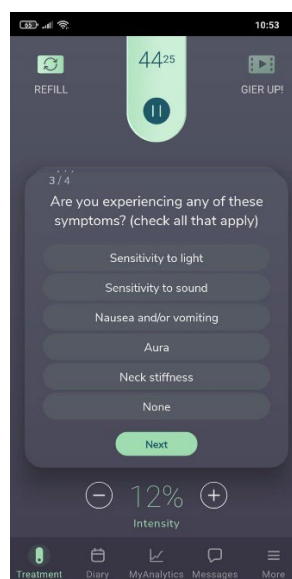 55 10:53
4425
REFILL
GIER UP!
3 / 4
Are you experiencing any of these
symptoms? (check all that apply)
Sensitivity to light
Sensitivity to sound
Nausea and/or vomiting
Aura
Neck stiffness
None
Next
12%
Intensity
Treatment Diary MyAnalytics Messages More